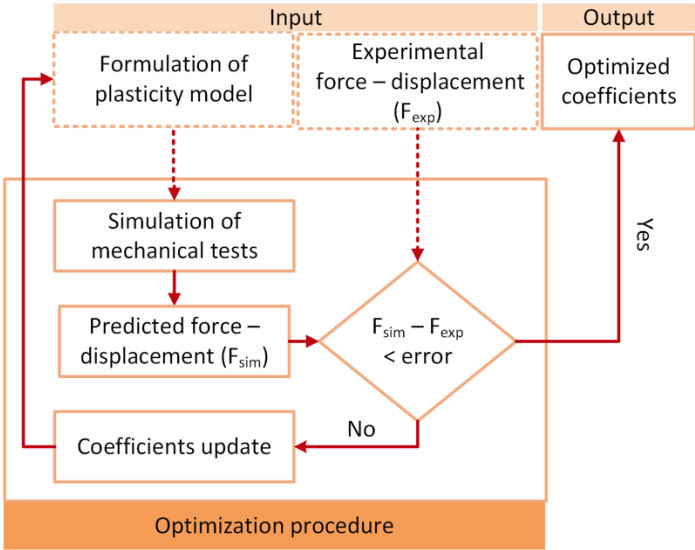 Input
Output
Formulation of
plasticity model
Experimental
force – displacement
(Fexp)
Optimized
coefficients
Simulation of
mechanical tests
Yes
Predicted force –
displacement (Fsim)
Fsim – Fexp
< error
No
Coefficients update
Optimization procedure